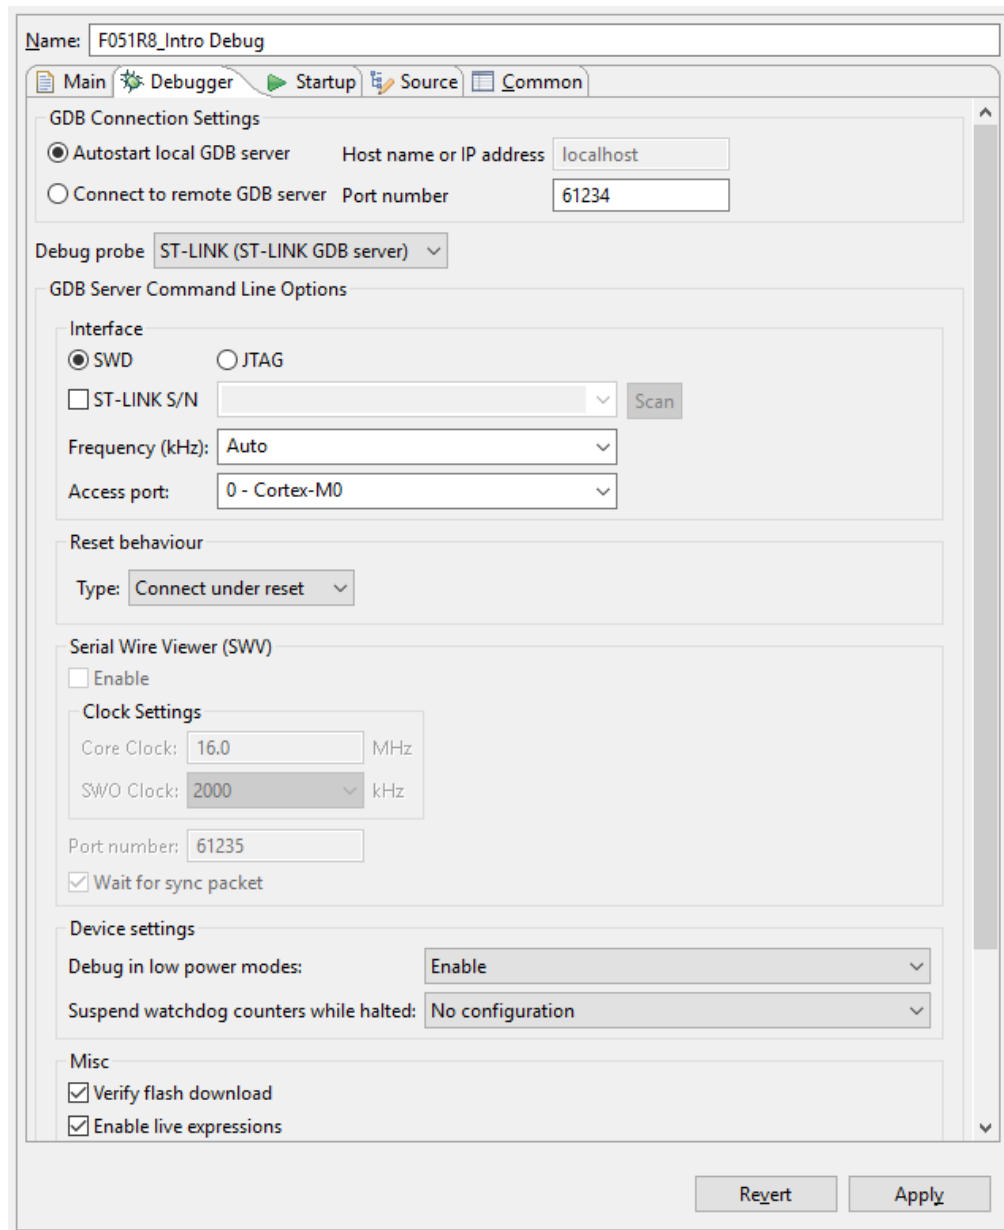 Name: F051R8_Intro Debug
Main Debugger Startup Source Common
GDB Connection Settings
Autostart local GDB server Host name or IP address localhost
Connect to remote GDB server Port number 61234
Debug probe ST-LINK (ST-LINK GDB server)
GDB Server Command Line Options
Interface
SWD JTAG
ST-LINK S/N Scan
Frequency (kHz): Auto
Access port: 0 - Cortex-M0
Reset behaviour
Type: Connect under reset
Serial Wire Viewer (SWV)
Enable
Clock Settings
Core Clock: 16.0 MHz
SWO Clock: 2000 kHz
Port number: 61235
Wait for sync packet
Device settings
Debug in low power modes: Enable
Suspend watchdog counters while halted: No configuration
Misc
Verify flash download
Enable live expressions
Revert Apply